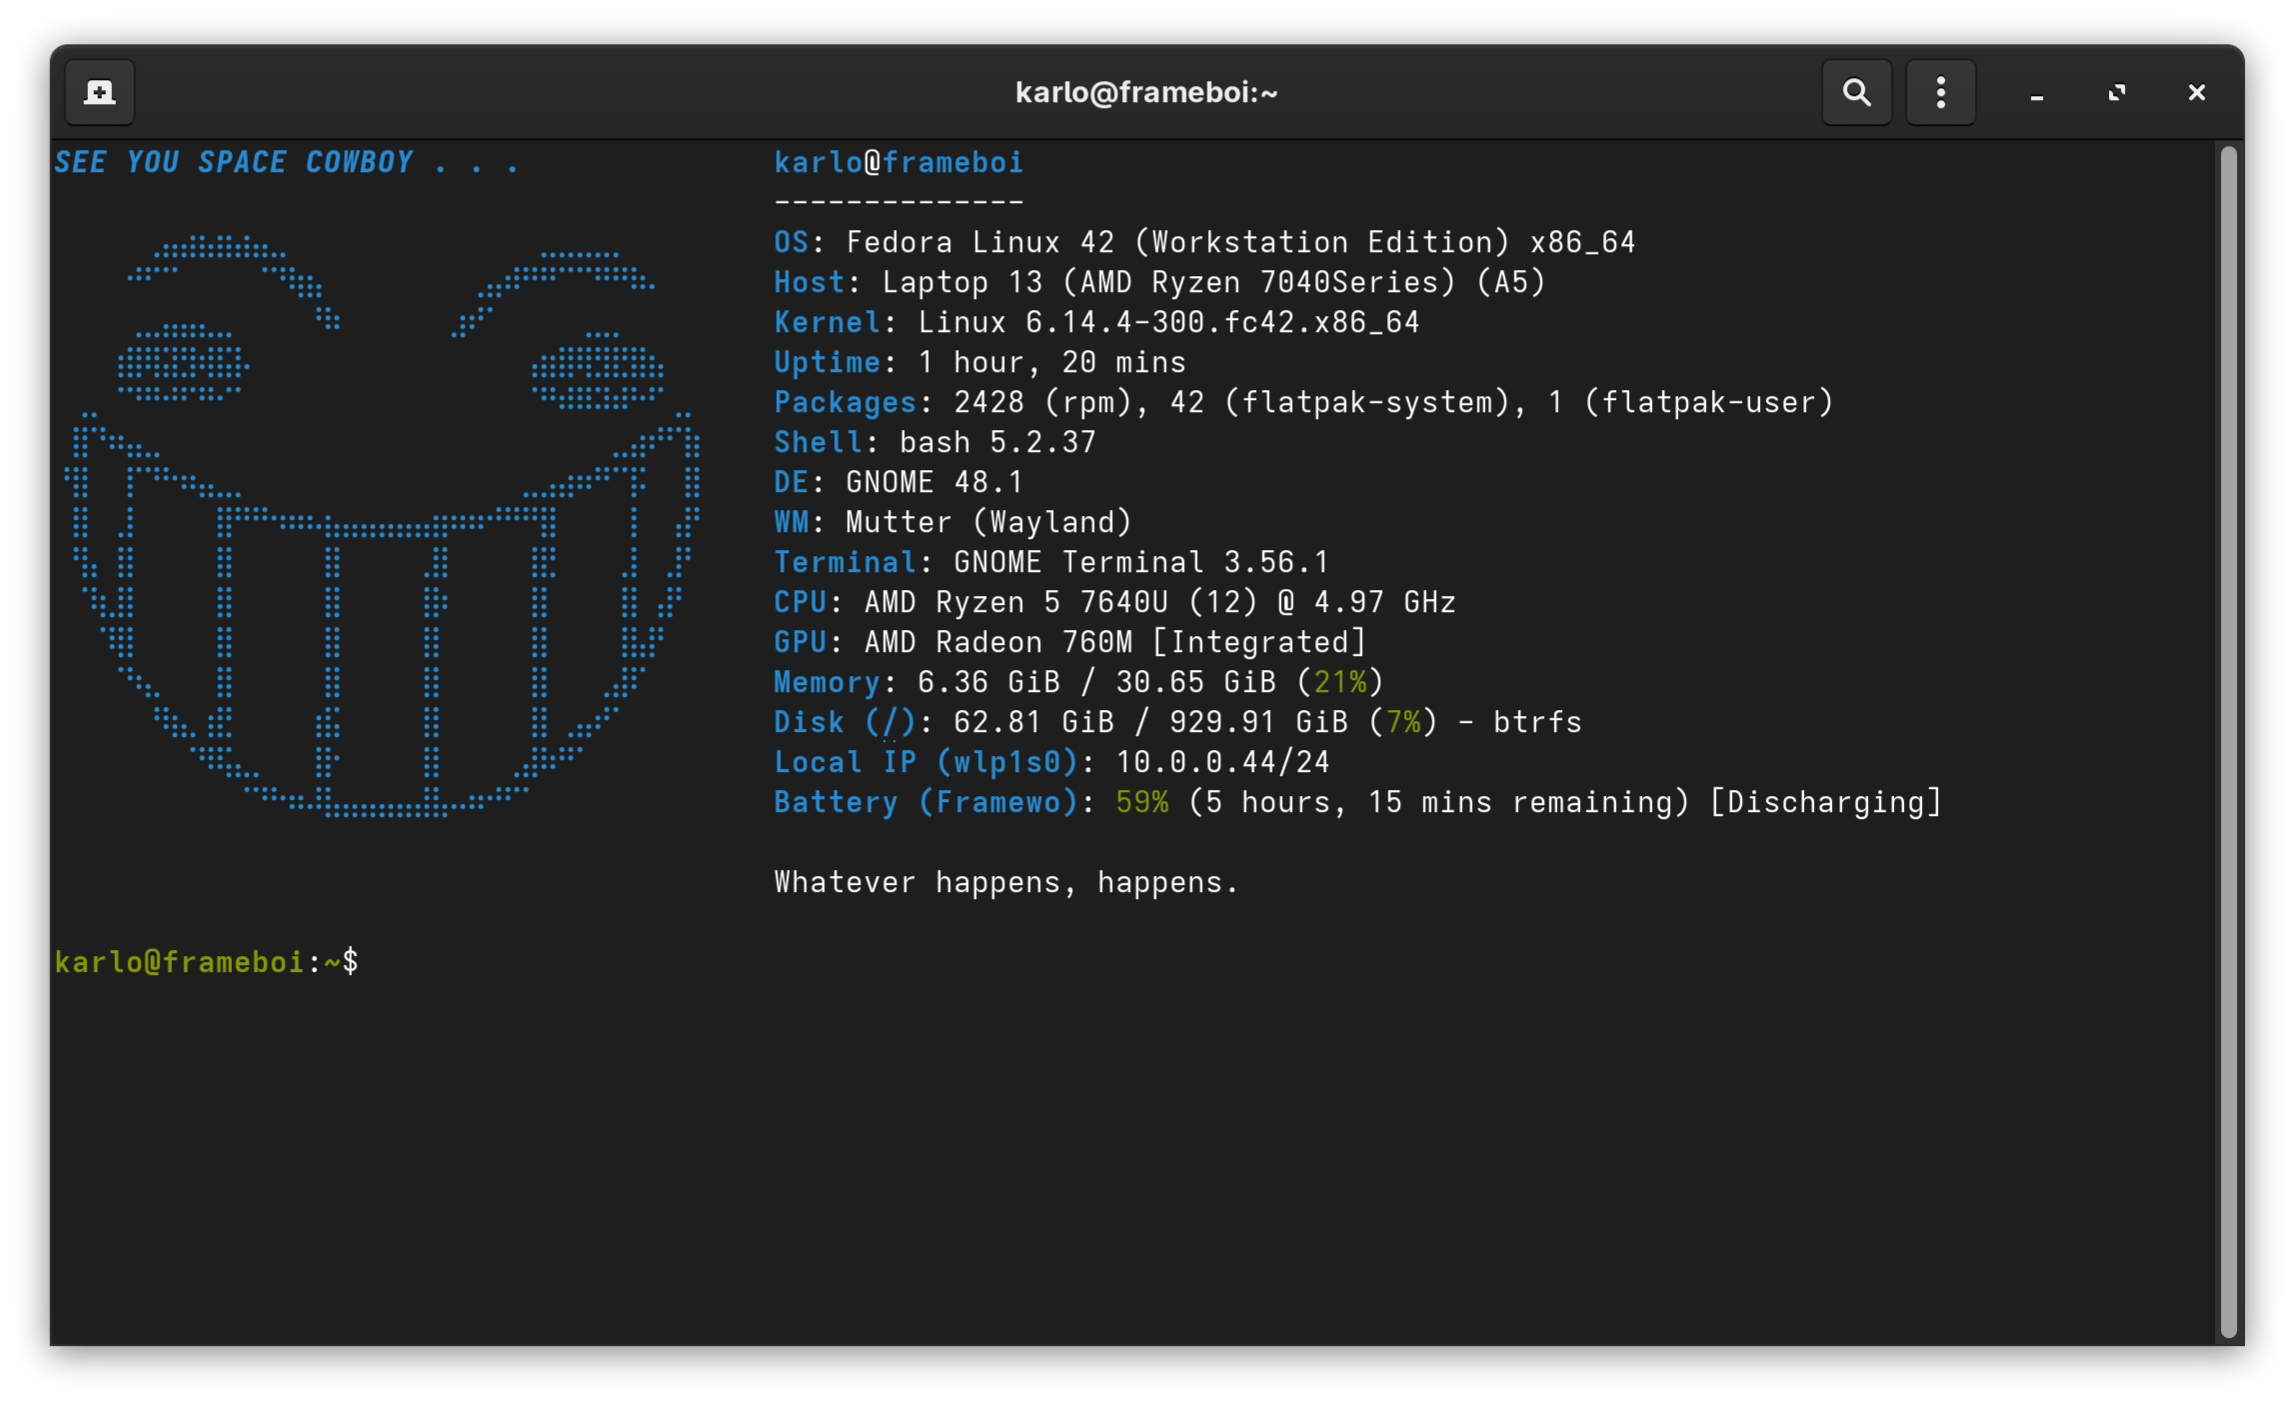 karlo@frameboi:~
SEE YOU SPACE COWBOY . . .
karlo@frameboi
--------------
OS: Fedora Linux 42 (Workstation Edition) x86_64
Host: Laptop 13 (AMD Ryzen 7040Series) (A5)
Kernel: Linux 6.14.4-300.fc42.x86_64
Uptime: 1 hour, 20 mins
Packages: 2428 (rpm), 42 (flatpak-system), 1 (flatpak-user)
Shell: bash 5.2.37
DE: GNOME 48.1
WM: Mutter (Wayland)
Terminal: GNOME Terminal 3.56.1
CPU: AMD Ryzen 5 7640U (12) @ 4.97 GHz
GPU: AMD Radeon 760M [Integrated]
Memory: 6.36 GiB / 30.65 GiB (21%)
Disk (/): 62.81 GiB / 929.91 GiB (7%) - btrfs
Local IP (wlp1s0): 10.0.0.44/24
Battery (Framewo): 59% (5 hours, 15 mins remaining) [Discharging]
Whatever happens, happens.
karlo@frameboi:~$